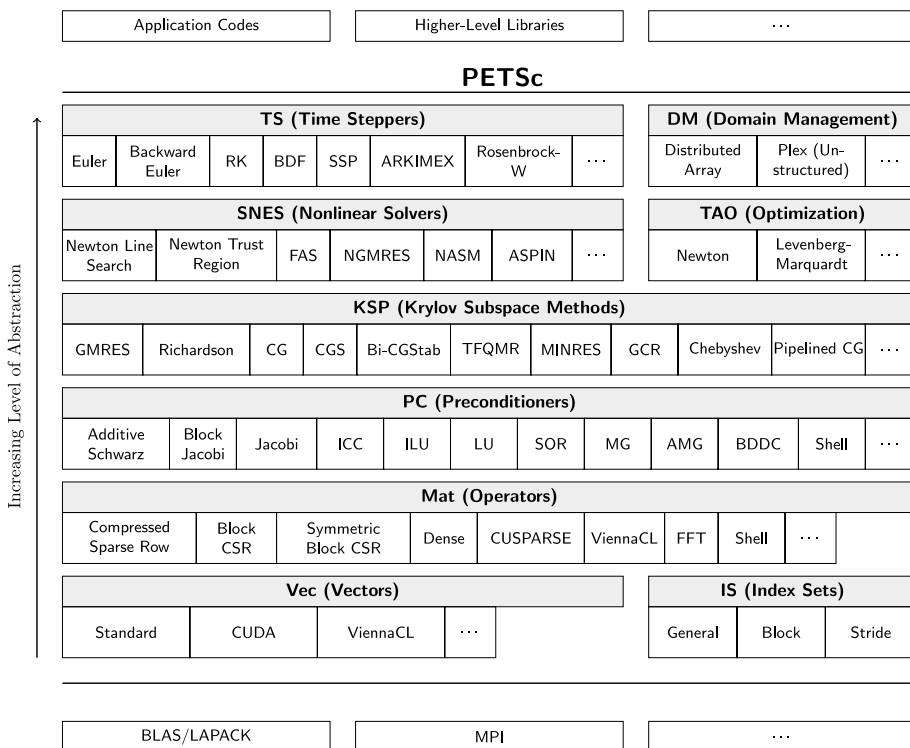 Application Codes
Higher-Level Libraries
...
PETSc
Increasing Level of Abstraction
TS (Time Steppers)
Euler
Backward
Euler
RK
BDF
SSP
ARKIMEX
Rosenbrock-
W
...
DM (Domain Management)
Distributed
Array
Plex (Un-
structured)
...
SNES (Nonlinear Solvers)
Newton Line
Search
Newton Trust
Region
FAS
NGMRES
NASM
ASPIN
...
TAO (Optimization)
Newton
Levenberg-
Marquardt
...
KSP (Krylov Subspace Methods)
GMRES
Richardson
CG
CGS
Bi-CGStab
TFQMR
MINRES
GCR
Chebyshev
Pipelined CG
...
PC (Preconditioners)
Additive
Schwarz
Block
Jacobi
Jacobi
ICC
ILU
LU
SOR
MG
AMG
BDDC
Shell
...
Mat (Operators)
Compressed
Sparse Row
Block
CSR
Symmetric
Block CSR
Dense
CUSPARSE
ViennaCL
FFT
Shell
...
Vec (Vectors)
Standard
CUDA
ViennaCL
...
IS (Index Sets)
General
Block
Stride
BLAS/LAPACK
MPI
...